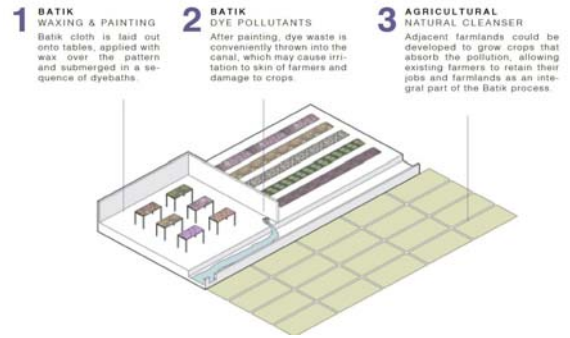 1 BATIK
WAXING & PAINTING
Batik cloth is laid out
onto tables, applied with
wax over the pattern
and submerged in a se-
quence of dyebaths.
2 BATIK
DYE POLLUTANTS
After painting, dye waste is
conveniently thrown into the
canal, which may cause irri-
tation to skin of farmers and
damage to crops.
3 AGRICULTURAL
NATURAL CLEANSER
Adjacent farmlands could be
developed to grow crops that
absorb the pollution, allowing
existing farmers to retain their
jobs and farmlands as an inte-
gral part of the Batik process.